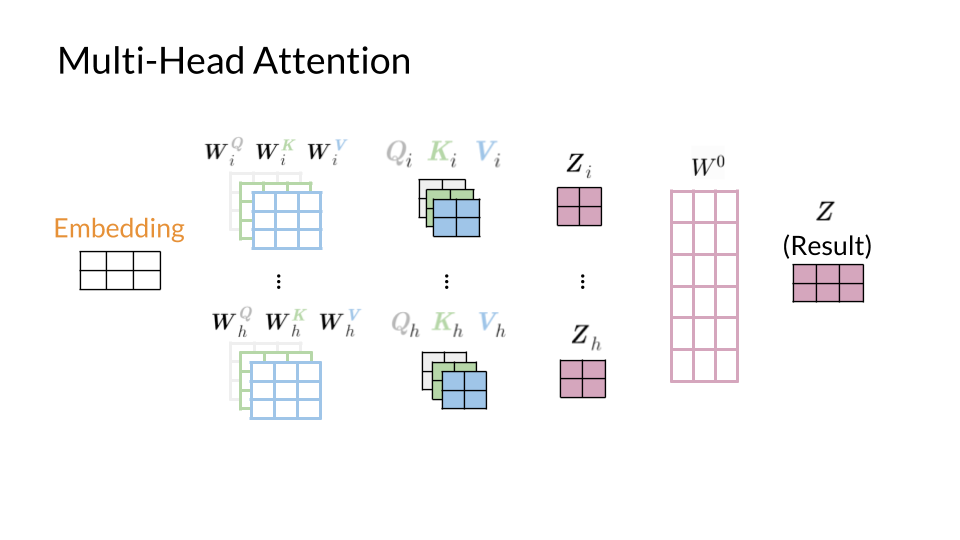 Multi-Head Attention
W_i^Q W_i^K W_i^V
Q_i K_i V_i
Z_i
W^0
Embedding
Z
(Result)
⋮ ⋮ ⋮
W_h^Q W_h^K W_h^V
Q_h K_h V_h
Z_h